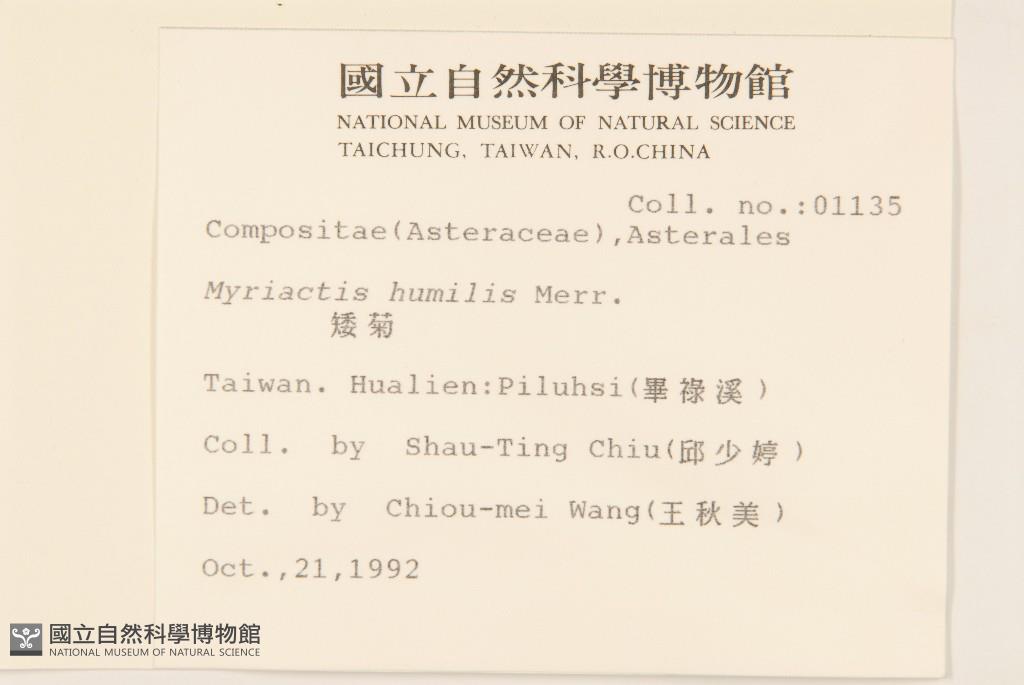 國立自然科學博物館
NATIONAL MUSEUM OF NATURAL SCIENCE
TAICHUNG, TAIWAN, R.O.CHINA
Coll. no.:01135
Compositae(Asteraceae),Asterales
Myriactis humilis Merr.
矮菊
Taiwan. Hualien:Piluhsi(畢祿溪)
Coll. by Shau-Ting Chiu(邱少婷)
Det. by Chiou-mei Wang(王秋美)
Oct.,21,1992
國立自然科學博物館
NATIONAL MUSEUM OF NATURAL SCIENCE